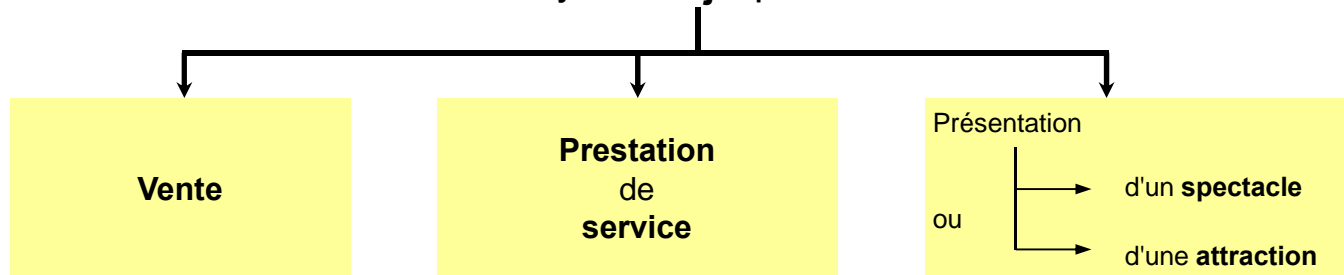 Vente
Prestation
de
service
Présentation
d'un spectacle
ou
d'une attraction